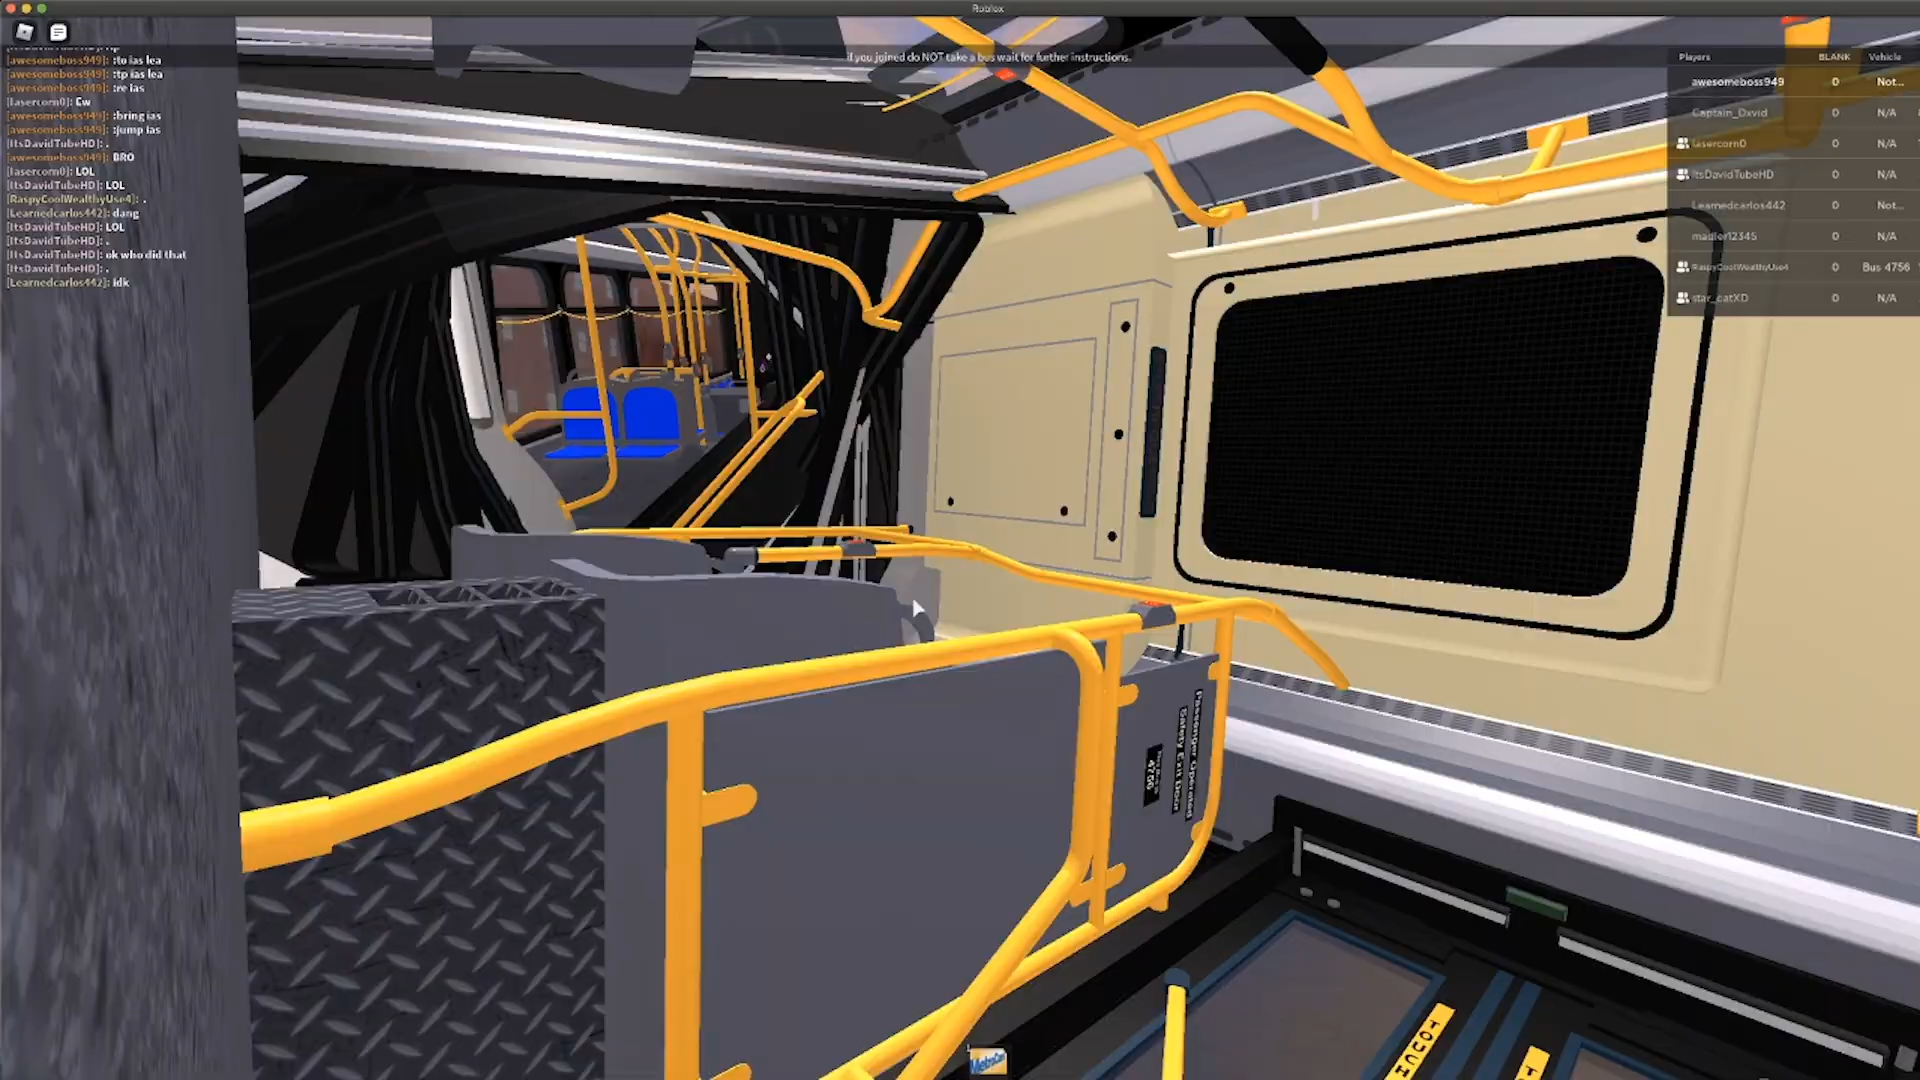 Roblox
If you joined do NOT take a bus wait for further instructions.
[awesomeboss949]: :to ias lea
[awesomeboss949]: :tp ias lea
[awesomeboss949]: :re ias
[lasercorn0]: Ew
[awesomeboss949]: :bring ias
[awesomeboss949]: :jump ias
[ItsDavidTubeHD]: .
[awesomeboss949]: BRO
[lasercorn0]: LOL
[ItsDavidTubeHD]: LOL
[RaspyCoolWealthyUse4]: .
[Learnedcarlos442]: dang
[ItsDavidTubeHD]: LOL
[ItsDavidTubeHD]: .
[ItsDavidTubeHD]: ok who did that
[ItsDavidTubeHD]: .
[Learnedcarlos442]: idk
Players BLANK Vehicle
awesomeboss949 0 Not...
Captain_Dxvid 0 N/A
lasercorn0 0 N/A
ItsDavidTubeHD 0 N/A
Learnedcarlos442 0 Not...
0 N/A
RaspyCoolWealthyUse4 0 Bus 4756
star_catXD 0 N/A
Passenger Operated
Safety Exit Door
MetroCard
TOUCH